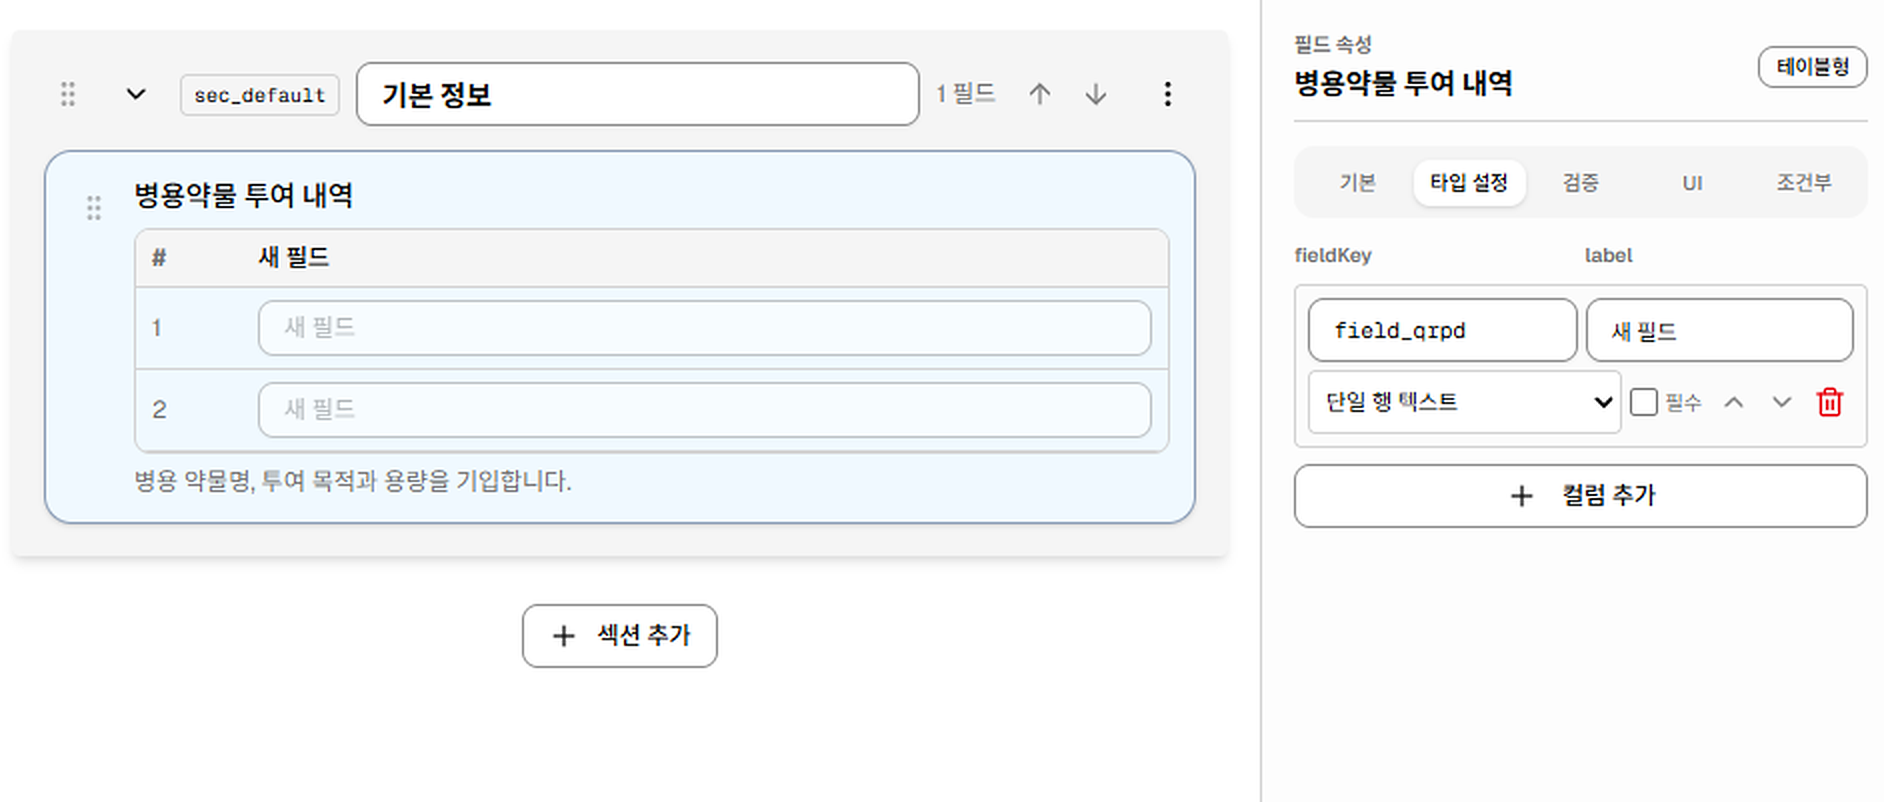 sec_default
기본 정보
1 필드
병용약물 투여 내역
# 새 필드
1 새 필드
2 새 필드
병용 약물명, 투여 목적과 용량을 기입합니다.
+ 섹션 추가
필드 속성
병용약물 투여 내역
테이블형
기본 타입 설정 검증 UI 조건부
fieldKey label
field_qrpd 새 필드
단일 행 텍스트 필수
+ 컬럼 추가